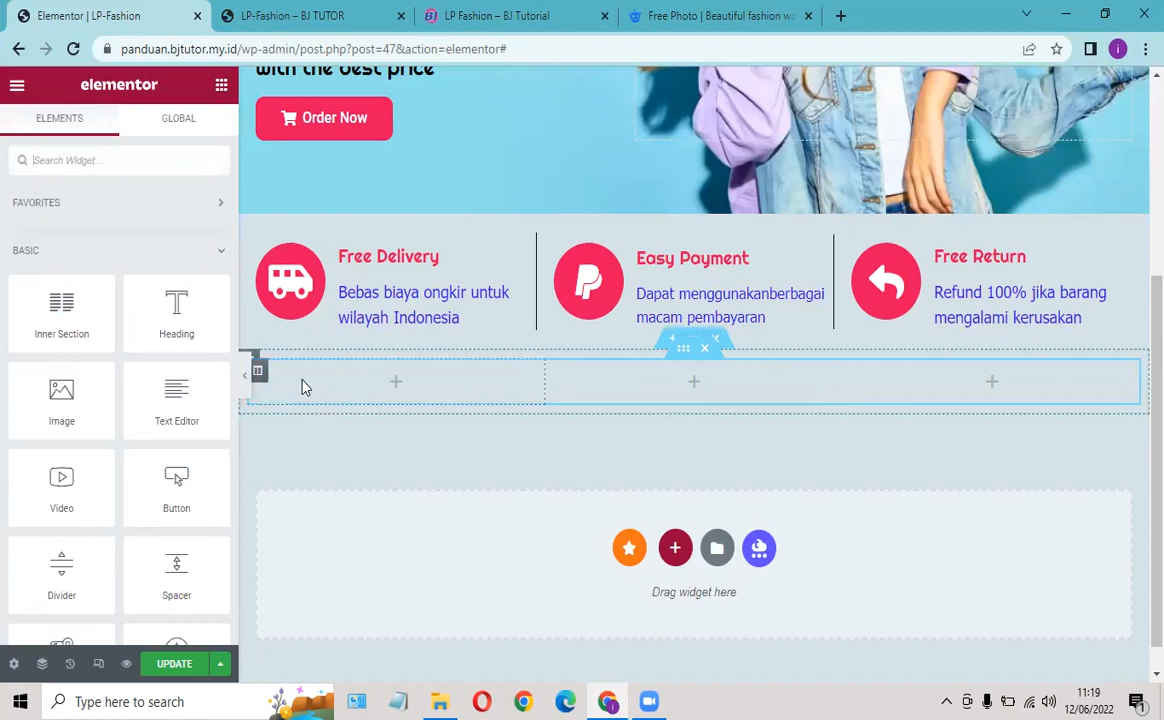 Elementor | LP-Fashion
LP-Fashion – BJ TUTOR
LP Fashion – BJ Tutorial
Free Photo | Beautiful fashion wo
panduan.bjtutor.my.id/wp-admin/post.php?post=47&action=elementor#
i
elementor
ELEMENTS
GLOBAL
Search Widget...
FAVORITES
BASIC
Inner Section
Heading
Image
Text Editor
Video
Button
Divider
Spacer
UPDATE
with the best price
Order Now
Free Delivery
Bebas biaya ongkir untuk
wilayah Indonesia
Easy Payment
Dapat menggunakanberbagai
macam pembayaran
Free Return
Refund 100% jika barang
mengalami kerusakan
Drag widget here
Type here to search
11:19
12/06/2022